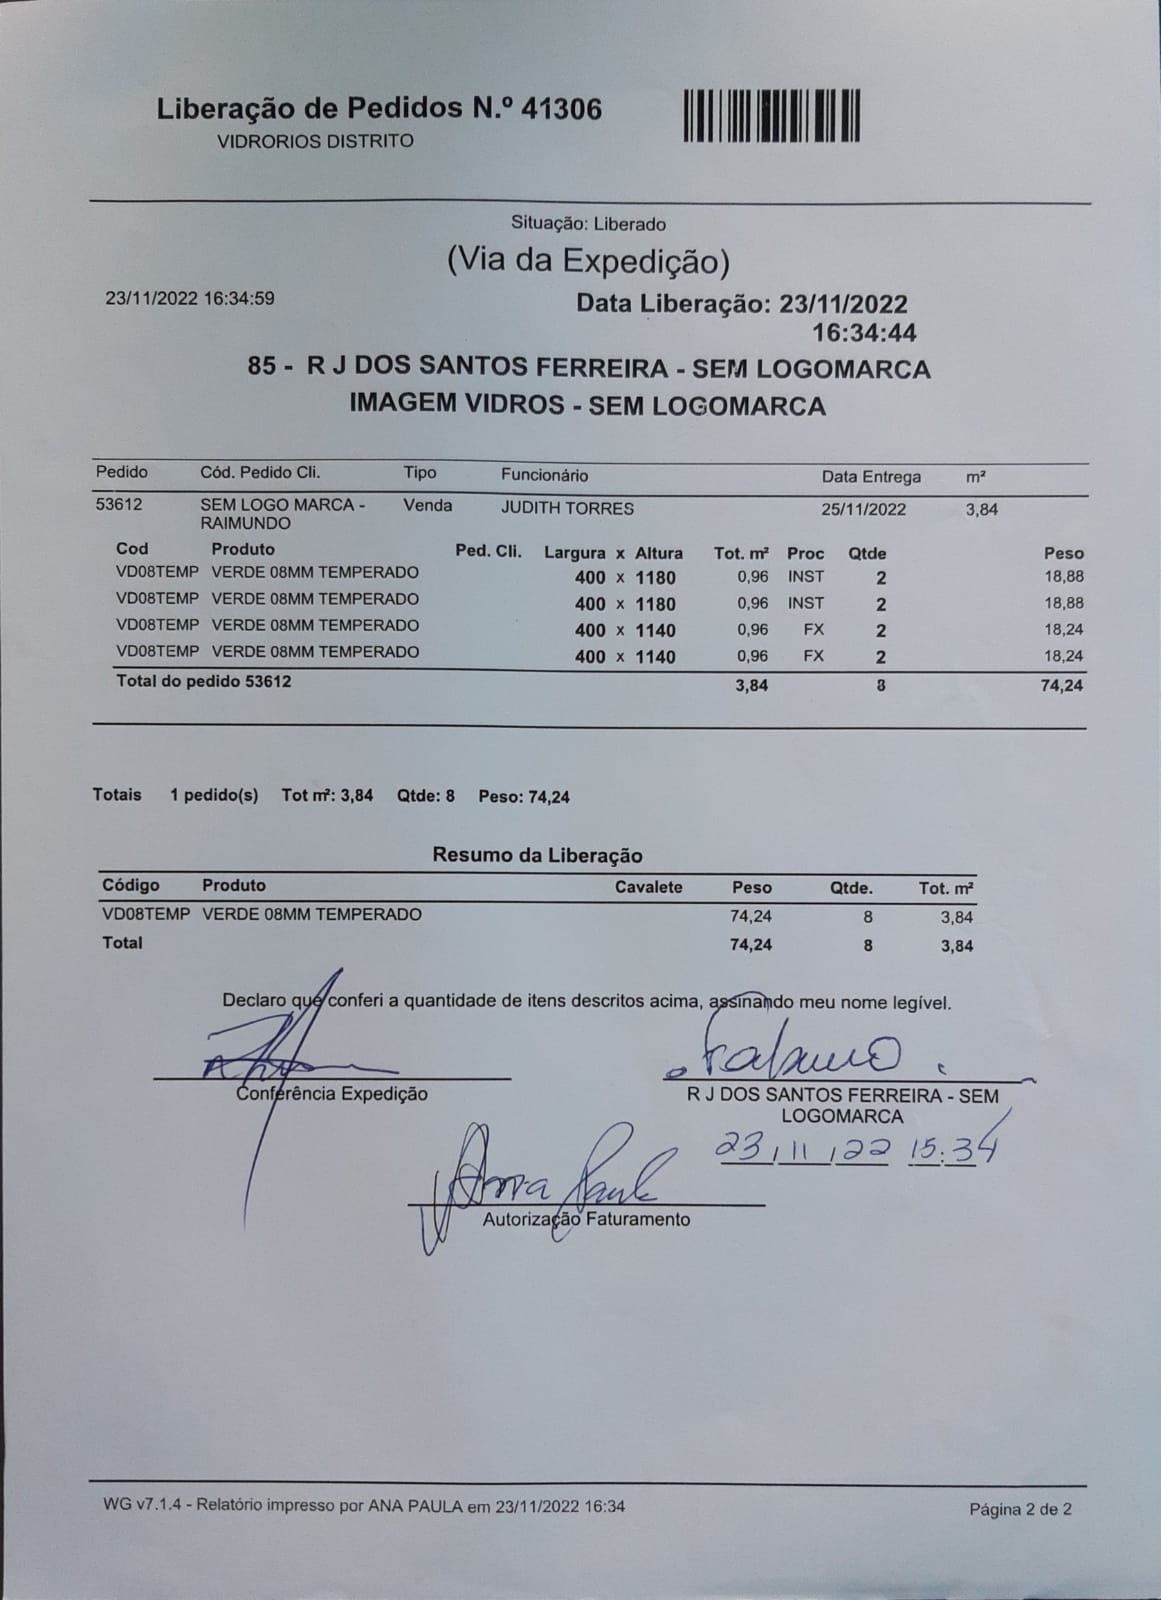 Liberação de Pedidos N.º 41306
VIDRORIOS DISTRITO
Situação: Liberado
(Via da Expedição)
23/11/2022 16:34:59
Data Liberação: 23/11/2022
16:34:44
85 - R J DOS SANTOS FERREIRA - SEM LOGOMARCA
IMAGEM VIDROS - SEM LOGOMARCA
Pedido Cód. Pedido Cli. Tipo Funcionário Data Entrega m²
53612 SEM LOGO MARCA - Venda JUDITH TORRES 25/11/2022 3,84
RAIMUNDO
Cod Produto Ped. Cli. Largura x Altura Tot. m² Proc Qtde Peso
VD08TEMP VERDE 08MM TEMPERADO 400 x 1180 0,96 INST 2 18,88
VD08TEMP VERDE 08MM TEMPERADO 400 x 1180 0,96 INST 2 18,88
VD08TEMP VERDE 08MM TEMPERADO 400 x 1140 0,96 FX 2 18,24
VD08TEMP VERDE 08MM TEMPERADO 400 x 1140 0,96 FX 2 18,24
Total do pedido 53612 3,84 8 74,24
Totais 1 pedido(s) Tot m²: 3,84 Qtde: 8 Peso: 74,24
Resumo da Liberação
Código Produto Cavalete Peso Qtde. Tot. m²
VD08TEMP VERDE 08MM TEMPERADO 74,24 8 3,84
Total 74,24 8 3,84
Declaro que conferi a quantidade de itens descritos acima, assinando meu nome legível.
Conferência Expedição
R J DOS SANTOS FERREIRA - SEM
LOGOMARCA
23/11/22 15:34
Ana Paula
Autorização Faturamento
WG v7.1.4 - Relatório impresso por ANA PAULA em 23/11/2022 16:34
Página 2 de 2